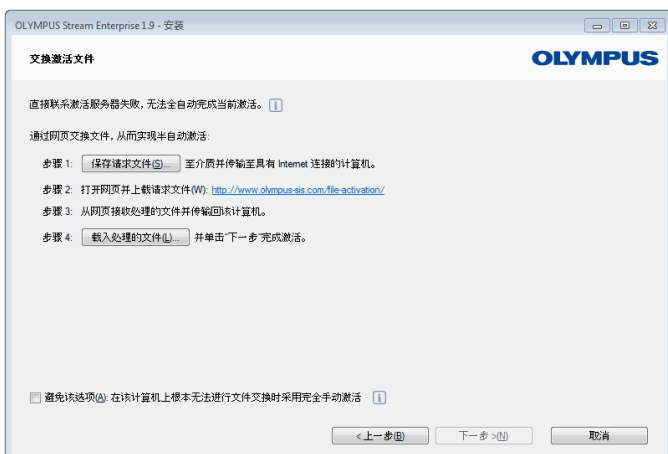 OLYMPUS Stream Enterprise 1.9 - 安装
交换激活文件
OLYMPUS
直接联系激活服务器失败,无法全自动完成当前激活。 i
通过网页交换文件,从而实现半自动激活:
步骤 1: 保存请求文件(S)... 至介质并传输至具有 Internet 连接的计算机。
步骤 2: 打开网页并上载请求文件(W): http://www.olympus-sis.com/file-activation/
步骤 3: 从网页接收处理的文件并传输回该计算机。
步骤 4: 载入处理的文件(L)... 并单击"下一步"完成激活。
避免该选项(A): 在该计算机上根本无法进行文件交换时采用完全手动激活 i
<上一步(B) 下一步 >(N) 取消